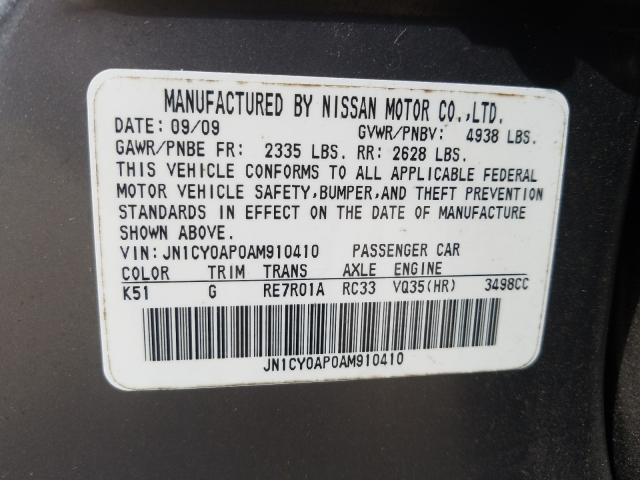 MANUFACTURED BY NISSAN MOTOR CO.,LTD.
DATE: 09/09 GVWR/PNBV: 4938 LBS.
GAWR/PNBE FR: 2335 LBS. RR: 2628 LBS.
THIS VEHICLE CONFORMS TO ALL APPLICABLE FEDERAL
MOTOR VEHICLE SAFETY,BUMPER,AND THEFT PREVENTION
STANDARDS IN EFFECT ON THE DATE OF MANUFACTURE
SHOWN ABOVE.
VIN: JN1CY0AP0AM910410 PASSENGER CAR
COLOR TRIM TRANS AXLE ENGINE
K51 G RE7R01A RC33 VQ35(HR) 3498CC
JN1CY0AP0AM910410